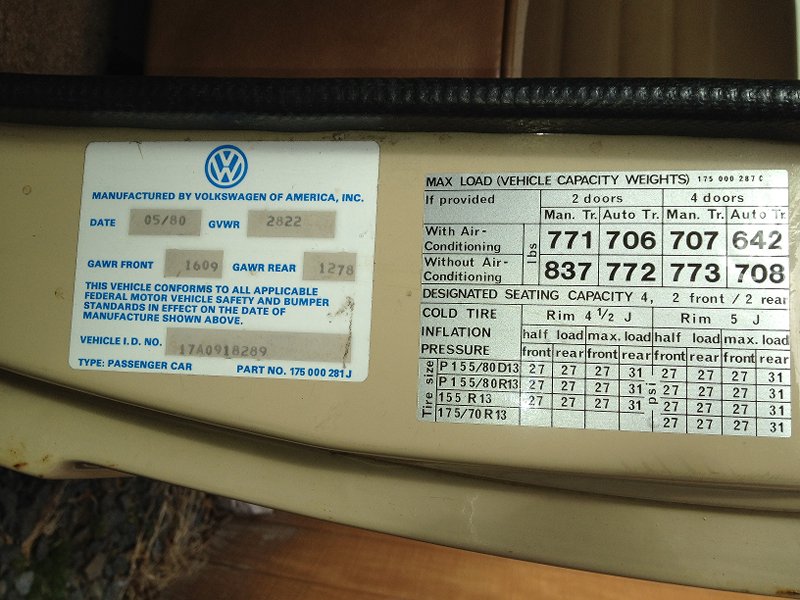 VW
MANUFACTURED BY VOLKSWAGEN OF AMERICA, INC.
DATE 05/80 GVWR 2822
GAWR FRONT 1609 GAWR REAR 1278
THIS VEHICLE CONFORMS TO ALL APPLICABLE
FEDERAL MOTOR VEHICLE SAFETY AND BUMPER
STANDARDS IN EFFECT ON THE DATE OF
MANUFACTURE SHOWN ABOVE.
VEHICLE I.D. NO. 17A0918289
TYPE: PASSENGER CAR PART NO. 175 000 281 J
MAX LOAD (VEHICLE CAPACITY WEIGHTS) 175 000 287 C
If provided 2 doors 4 doors
Man. Tr. Auto Tr. Man. Tr. Auto Tr
With Air-
Conditioning 771 706 707 642
lbs
Without Air-
Conditioning 837 772 773 708
DESIGNATED SEATING CAPACITY 4, 2 front / 2 rear
COLD TIRE Rim 4 1/2 J Rim 5 J
INFLATION half load max. load half load max. load
PRESSURE front rear front rear front rear front rear
Tire size
P 155/80D13 27 27 27 31 27 27 27 31
P 155/80R13 27 27 27 31 27 27 27 31
155 R13 27 27 27 31 27 27 27 31
175/70 R13 27 27 27 31
psi